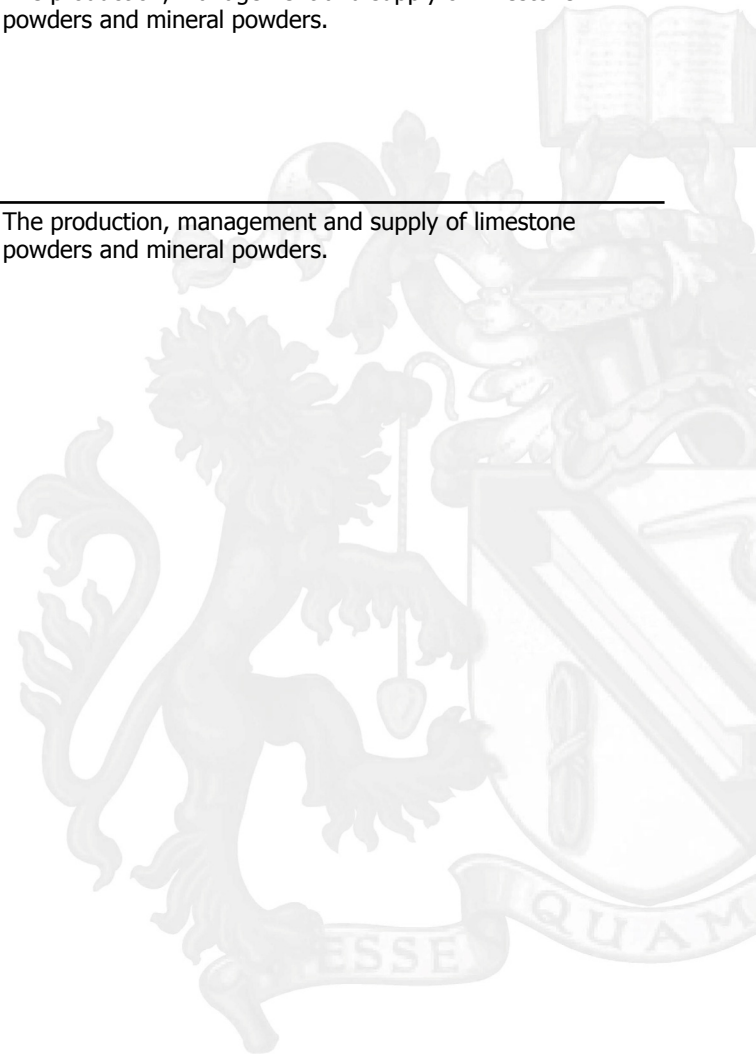 powders and mineral powders.
The production, management and supply of limestone
powders and mineral powders.
ESSE
QUAM